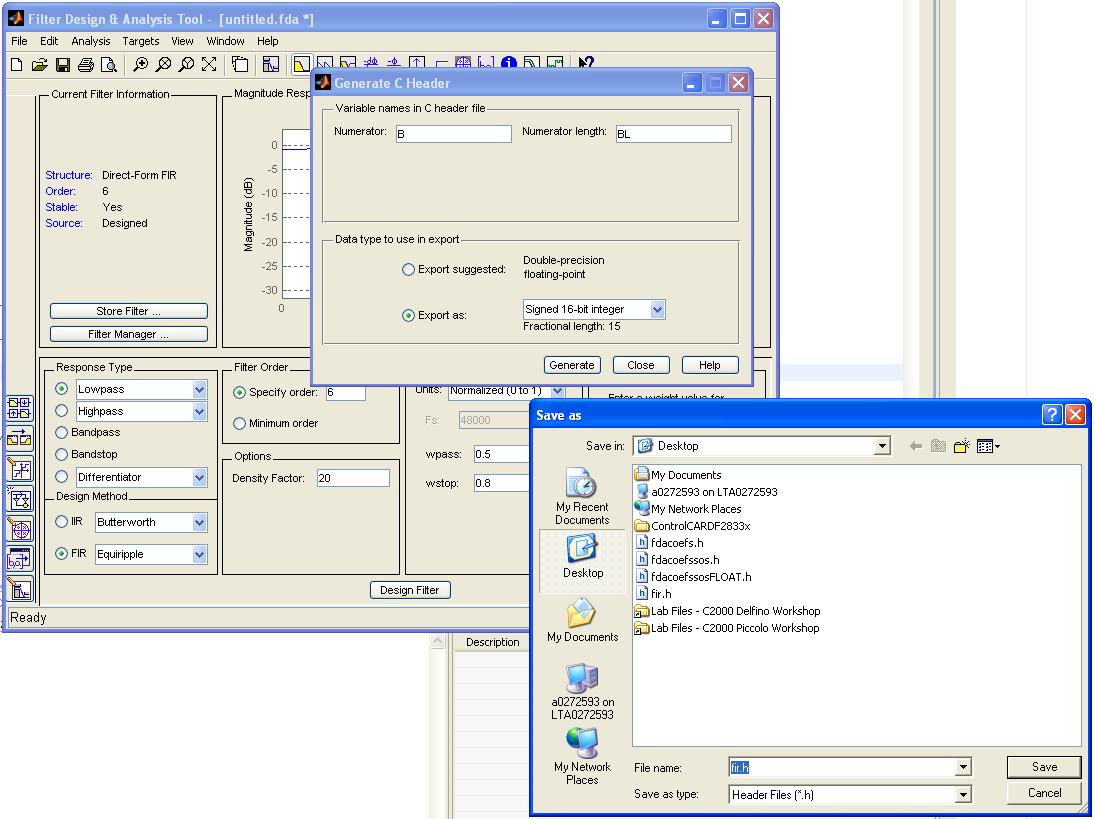 Filter Design & Analysis Tool - [untitled.fda *]
File Edit Analysis Targets View Window Help
Current Filter Information
Structure: Direct-Form FIR
Order: 6
Stable: Yes
Source: Designed
Store Filter ...
Filter Manager ...
Magnitude Resp
Magnitude (dB)
0
-5
-10
-15
-20
-25
-30
0
Generate C Header
Variable names in C header file
Numerator: B
Numerator length: BL
Data type to use in export
Export suggested: Double-precision floating-point
Export as: Signed 16-bit integer
Fractional length: 15
Generate Close Help
Response Type
Lowpass
Highpass
Bandpass
Bandstop
Differentiator
Design Method
IIR Butterworth
FIR Equiripple
Filter Order
Specify order: 6
Minimum order
Options
Density Factor: 20
Units: Normalized (0 to 1)
Fs: 48000
wpass: 0.5
wstop: 0.8
Enter a weight value for
Design Filter
Ready
Description
Save as
Save in: Desktop
My Recent Documents
Desktop
My Documents
a0272593 on LTA0272593
My Network Places
My Documents
a0272593 on LTA0272593
My Network Places
ControlCARDF2833x
fdacoefs.h
fdacoefssos.h
fdacoefssosFLOAT.h
fir.h
Lab Files - C2000 Delfino Workshop
Lab Files - C2000 Piccolo Workshop
File name: fir.h
Save as type: Header Files (*.h)
Save
Cancel